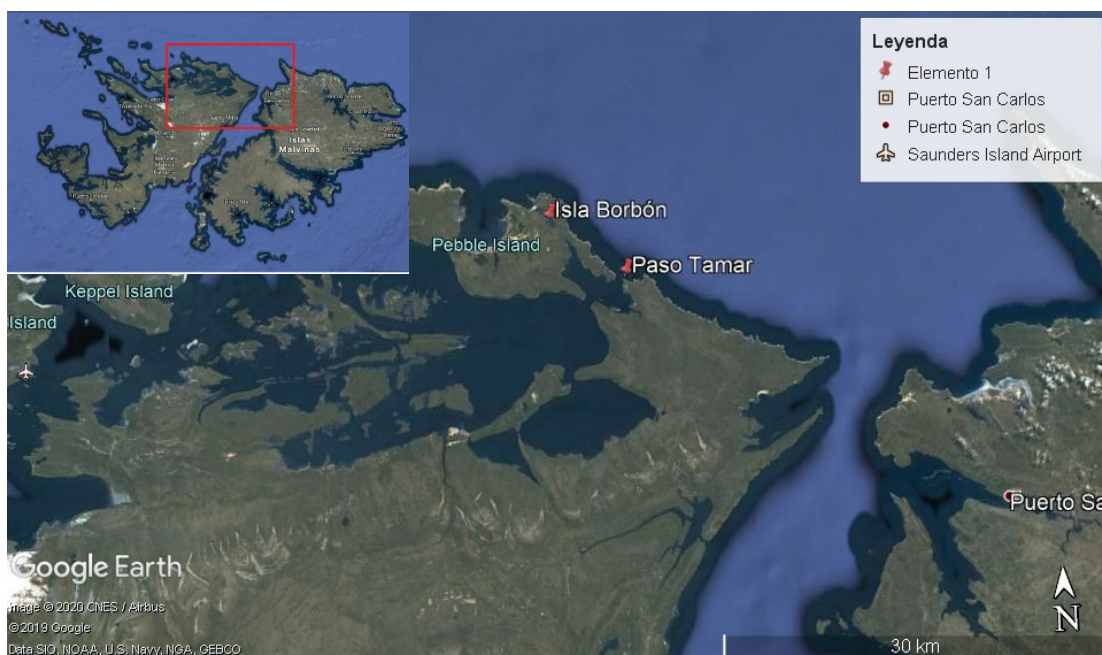 Leyenda
Elemento 1
Puerto San Carlos
Puerto San Carlos
Saunders Island Airport
Islas
Malvinas
Isla Borbón
Pebble Island
Paso Tamar
Keppel Island
Island
Puerto Sa
Google Earth
Image © 2020 CNES / Airbus
© 2019 Google
Data SIO, NOAA, U.S. Navy, NGA, GEBCO
N
30 km